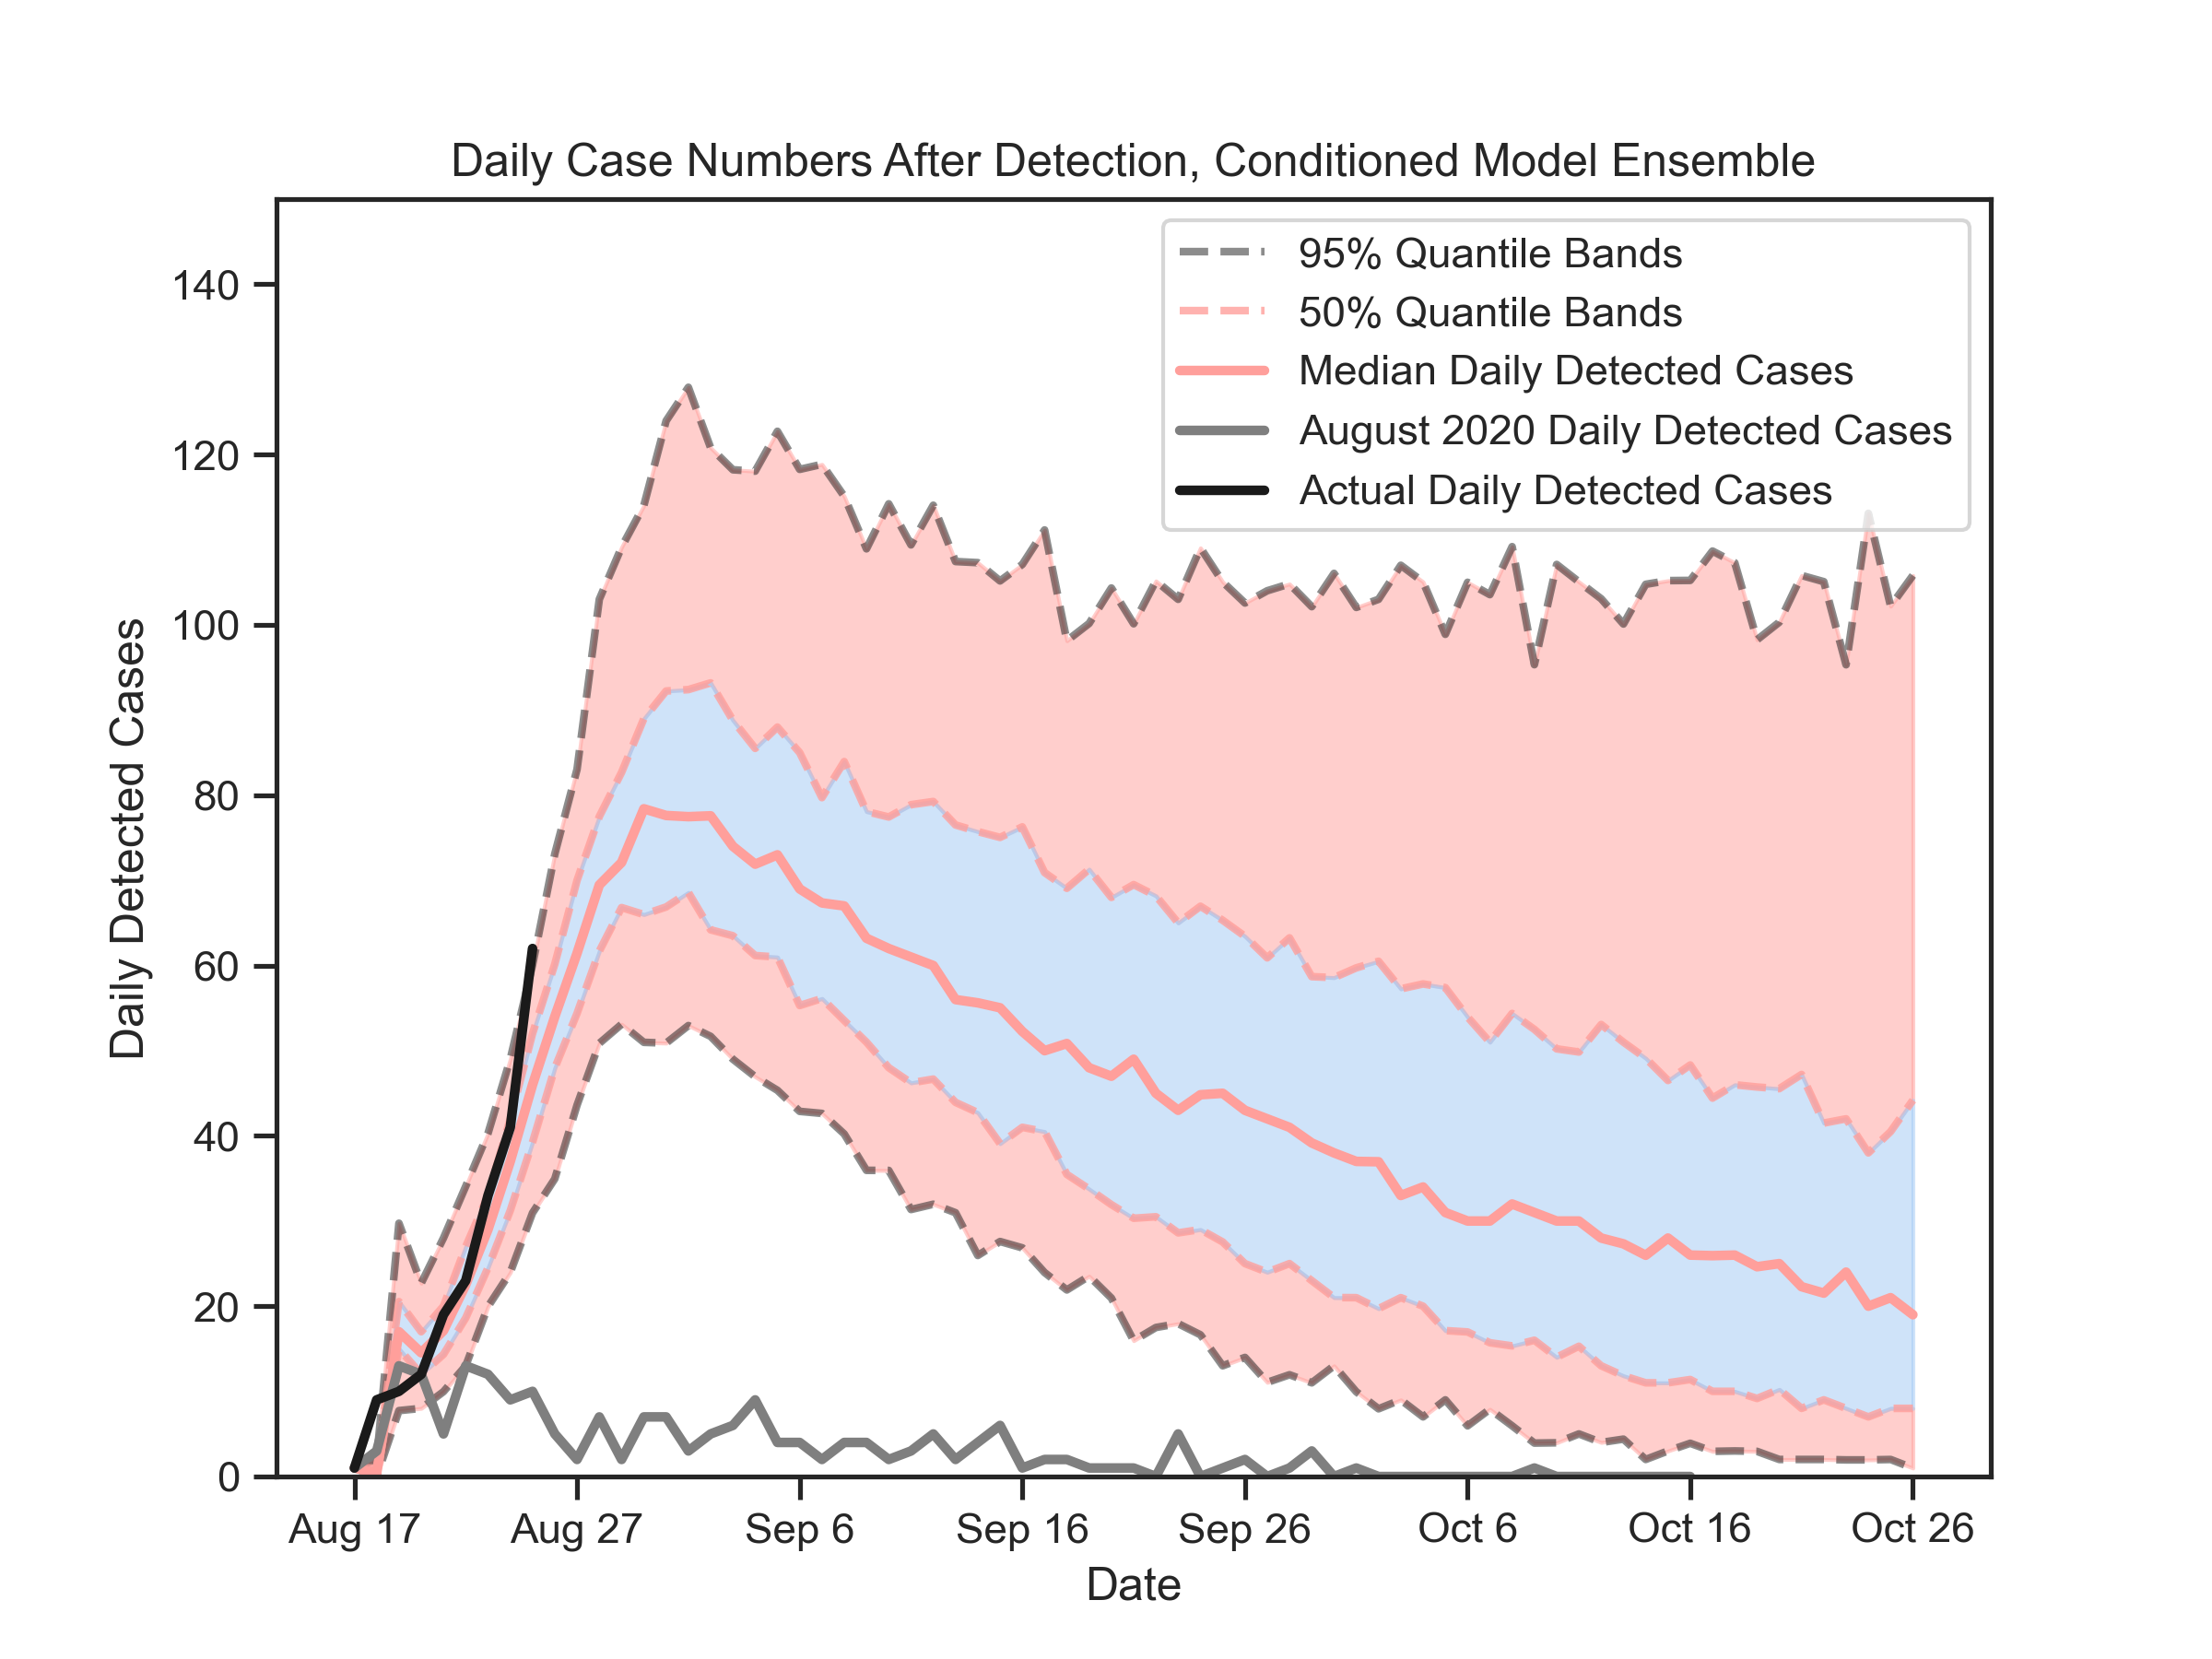 Daily Case Numbers After Detection, Conditioned Model Ensemble
95% Quantile Bands
50% Quantile Bands
Median Daily Detected Cases
August 2020 Daily Detected Cases
Actual Daily Detected Cases
Daily Detected Cases
140
120
100
80
60
40
20
0
Aug 17 Aug 27 Sep 6 Sep 16 Sep 26 Oct 6 Oct 16 Oct 26
Date